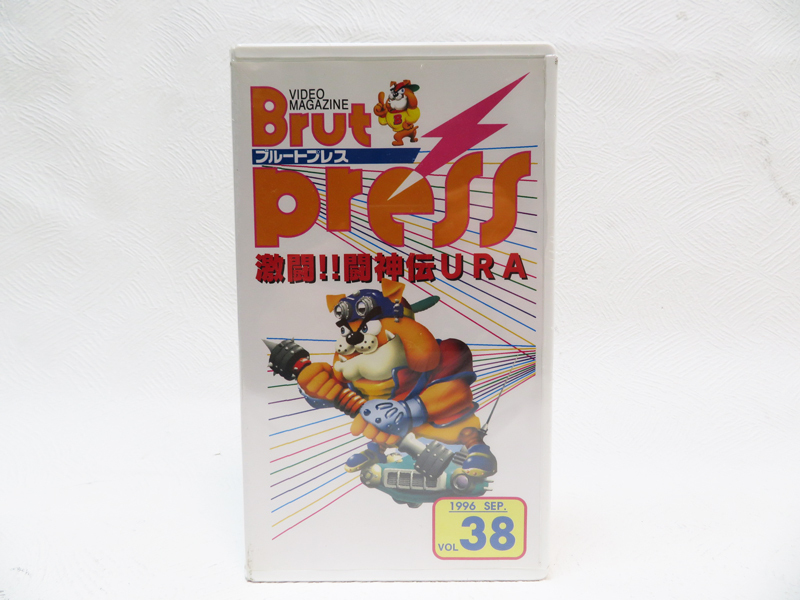 VIDEO
MAGAZINE
Brut
ブルートプレス
press
激闘!!闘神伝URA
1996 SEP.
VOL 38